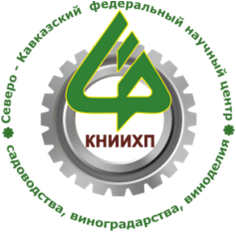 Северо - Кавказский федеральный научный центр
садоводства, виноградарства, виноделия
КНИИХП